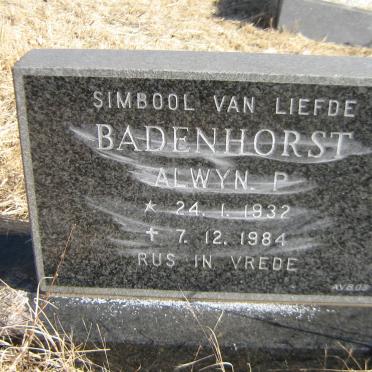 SIMBOOL VAN LIEFDE
BADENHORST
ALWYN P
* 24. 1. 1932
✝ 7. 12. 1984
RUS IN VREDE